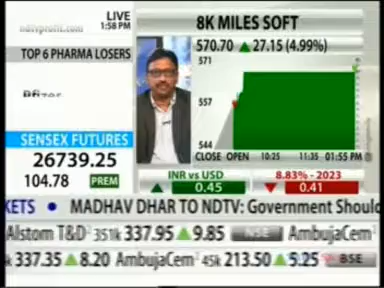 ndtvprofit.com
LIVE
1:58 PM
TOP 6 PHARMA LOSERS
Pfizer
SENSEX FUTURES
26739.25
104.78 PREM
8K MILES SOFT
570.70 ▲ 27.15 (4.99%)
571
557
544
CLOSE OPEN 10:25 11:35 01:55 PM
INR vs USD
▲ 0.45
8.83% - 2023
▼ 0.41
KETS • MADHAV DHAR TO NDTV: Government Shoul
Alstom T&D 351k 337.95 ▲ 9.85 NSE AmbujaCem
k 337.35 ▲ 8.20 AmbujaCem 45k 213.50 ▲ 5.25 BSE